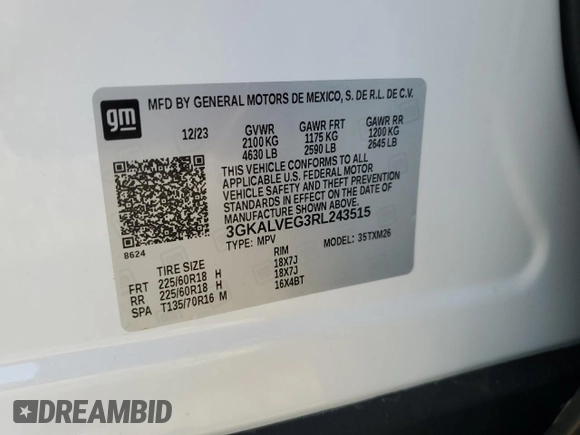 gm
MFD BY GENERAL MOTORS DE MEXICO, S. DE R.L. DE C.V.
12/23 GVWR GAWR FRT GAWR RR
2100 KG 1175 KG 1200 KG
4630 LB 2590 LB 2645 LB
THIS VEHICLE CONFORMS TO ALL
APPLICABLE U.S. FEDERAL MOTOR
VEHICLE SAFETY AND THEFT PREVENTION
STANDARDS IN EFFECT ON THE DATE OF
MANUFACTURE SHOWN ABOVE.
3GKALVEG3RL243515
8624 TYPE: MPV MODEL: 35TXM26
TIRE SIZE RIM
FRT 225/60R18 H 18X7J
RR 225/60R18 H 18X7J
SPA T135/70R16 M 16X4BT
DREAMBID